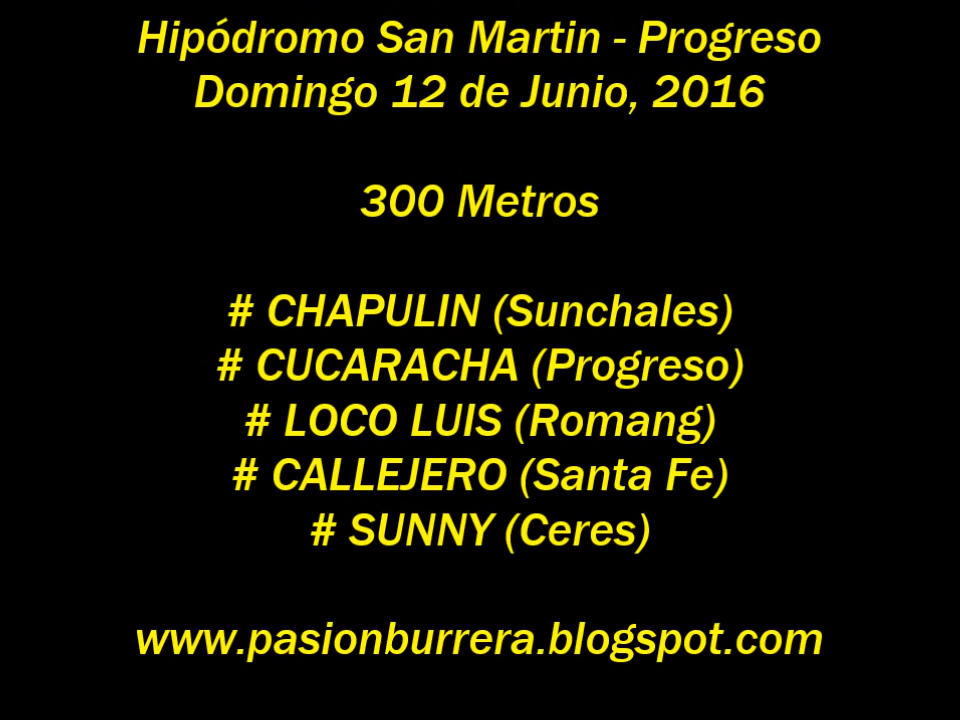 Hipódromo San Martin - Progreso
Domingo 12 de Junio, 2016
300 Metros
# CHAPULIN (Sunchales)
# CUCARACHA (Progreso)
# LOCO LUIS (Romang)
# CALLEJERO (Santa Fe)
# SUNNY (Ceres)
www.pasionburrera.blogspot.com